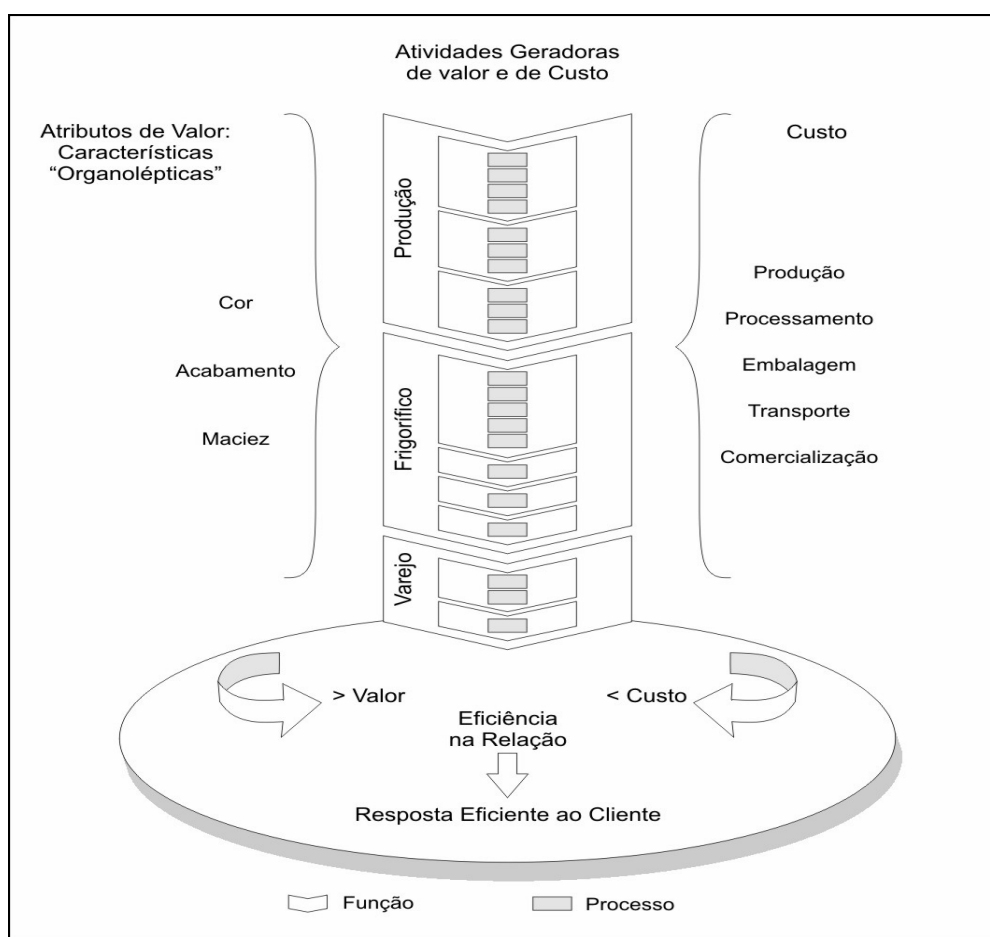 Atividades Geradoras
de valor e de Custo
Atributos de Valor:
Características
“Organolépticas”
Cor
Acabamento
Maciez
Produção
Frigorífico
Varejo
Custo
Produção
Processamento
Embalagem
Transporte
Comercialização
> Valor
< Custo
Eficiência
na Relação
Resposta Eficiente ao Cliente
Função
Processo